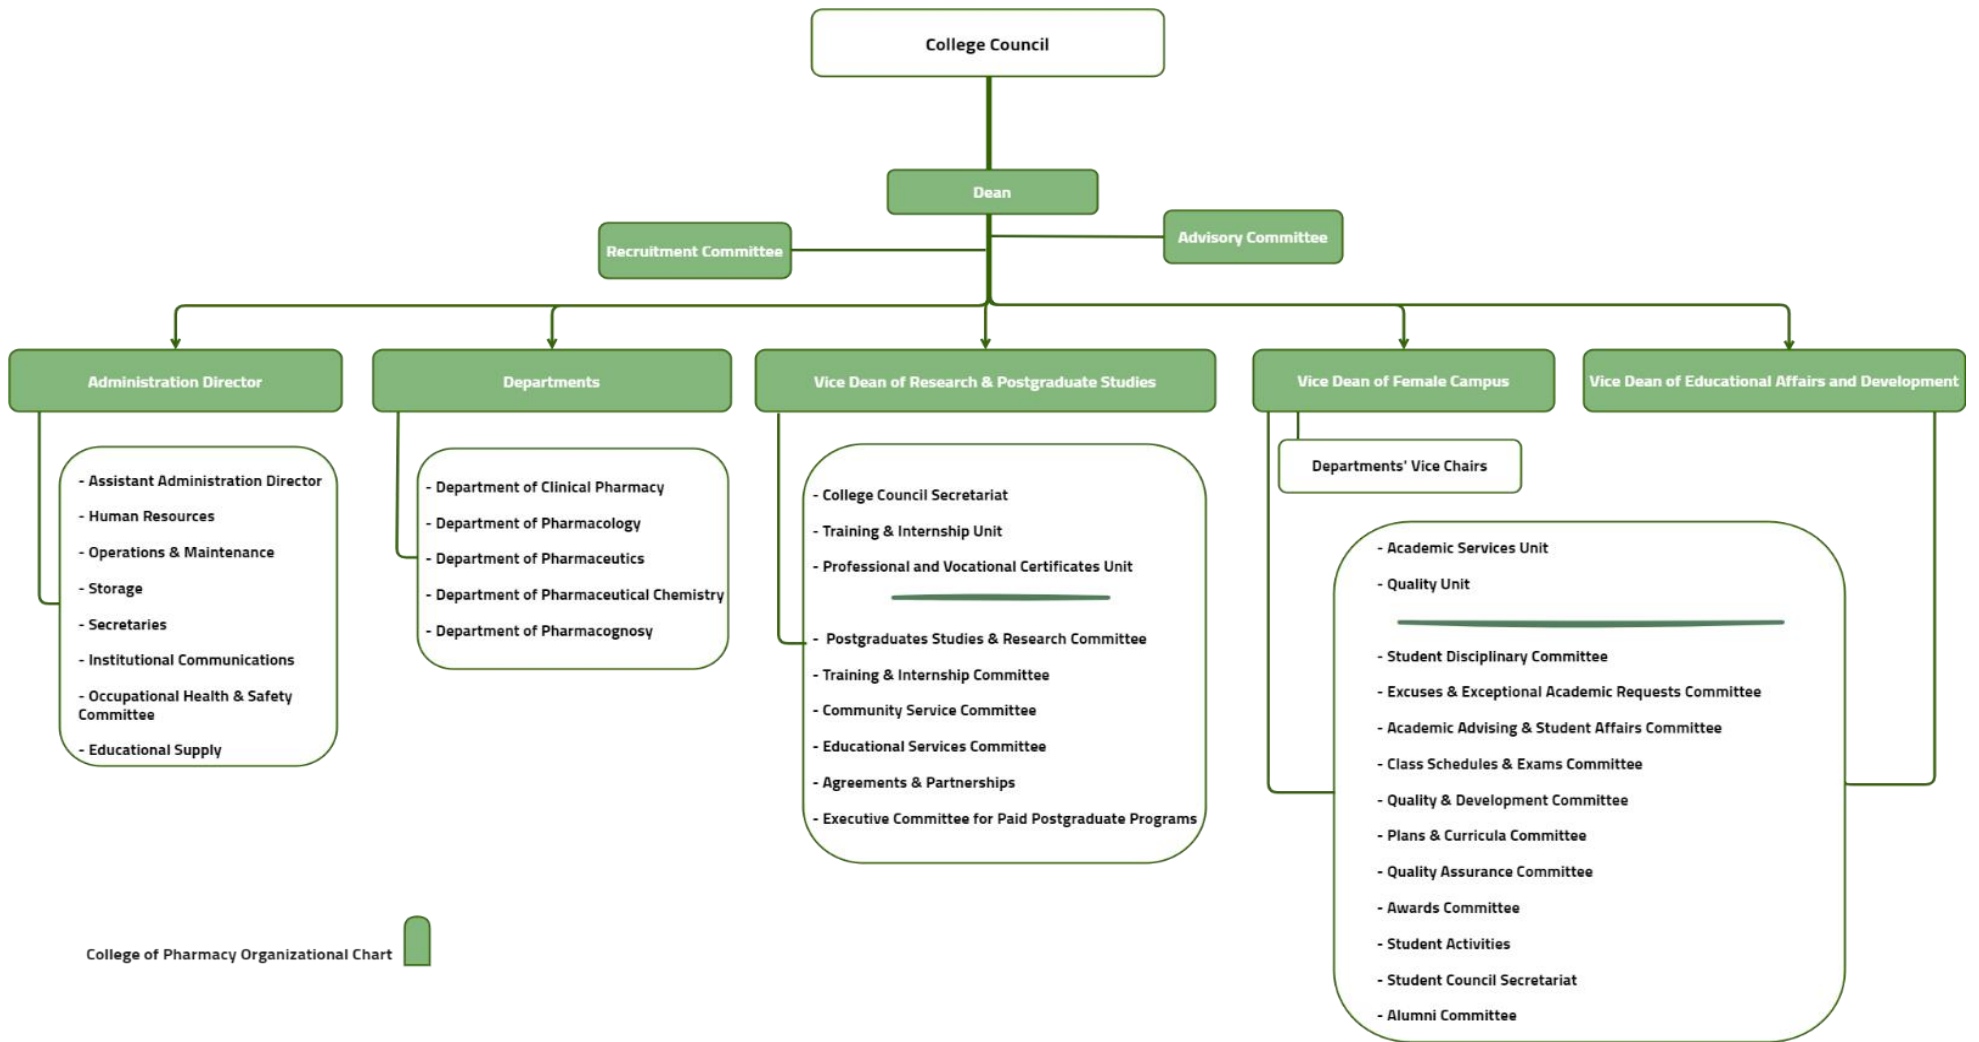 College Council
Dean
Recruitment Committee
Advisory Committee
Administration Director
Departments
Vice Dean of Research & Postgraduate Studies
Vice Dean of Female Campus
Vice Dean of Educational Affairs and Development
- Assistant Administration Director
- Human Resources
- Operations & Maintenance
- Storage
- Secretaries
- Institutional Communications
- Occupational Health & Safety
Committee
- Educational Supply
- Department of Clinical Pharmacy
- Department of Pharmacology
- Department of Pharmaceutics
- Department of Pharmaceutical Chemistry
- Department of Pharmacognosy
- College Council Secretariat
- Training & Internship Unit
- Professional and Vocational Certificates Unit
- Postgraduates Studies & Research Committee
- Training & Internship Committee
- Community Service Committee
- Educational Services Committee
- Agreements & Partnerships
- Executive Committee for Paid Postgraduate Programs
Departments' Vice Chairs
- Academic Services Unit
- Quality Unit
- Student Disciplinary Committee
- Excuses & Exceptional Academic Requests Committee
- Academic Advising & Student Affairs Committee
- Class Schedules & Exams Committee
- Quality & Development Committee
- Plans & Curricula Committee
- Quality Assurance Committee
- Awards Committee
- Student Activities
- Student Council Secretariat
- Alumni Committee
College of Pharmacy Organizational Chart